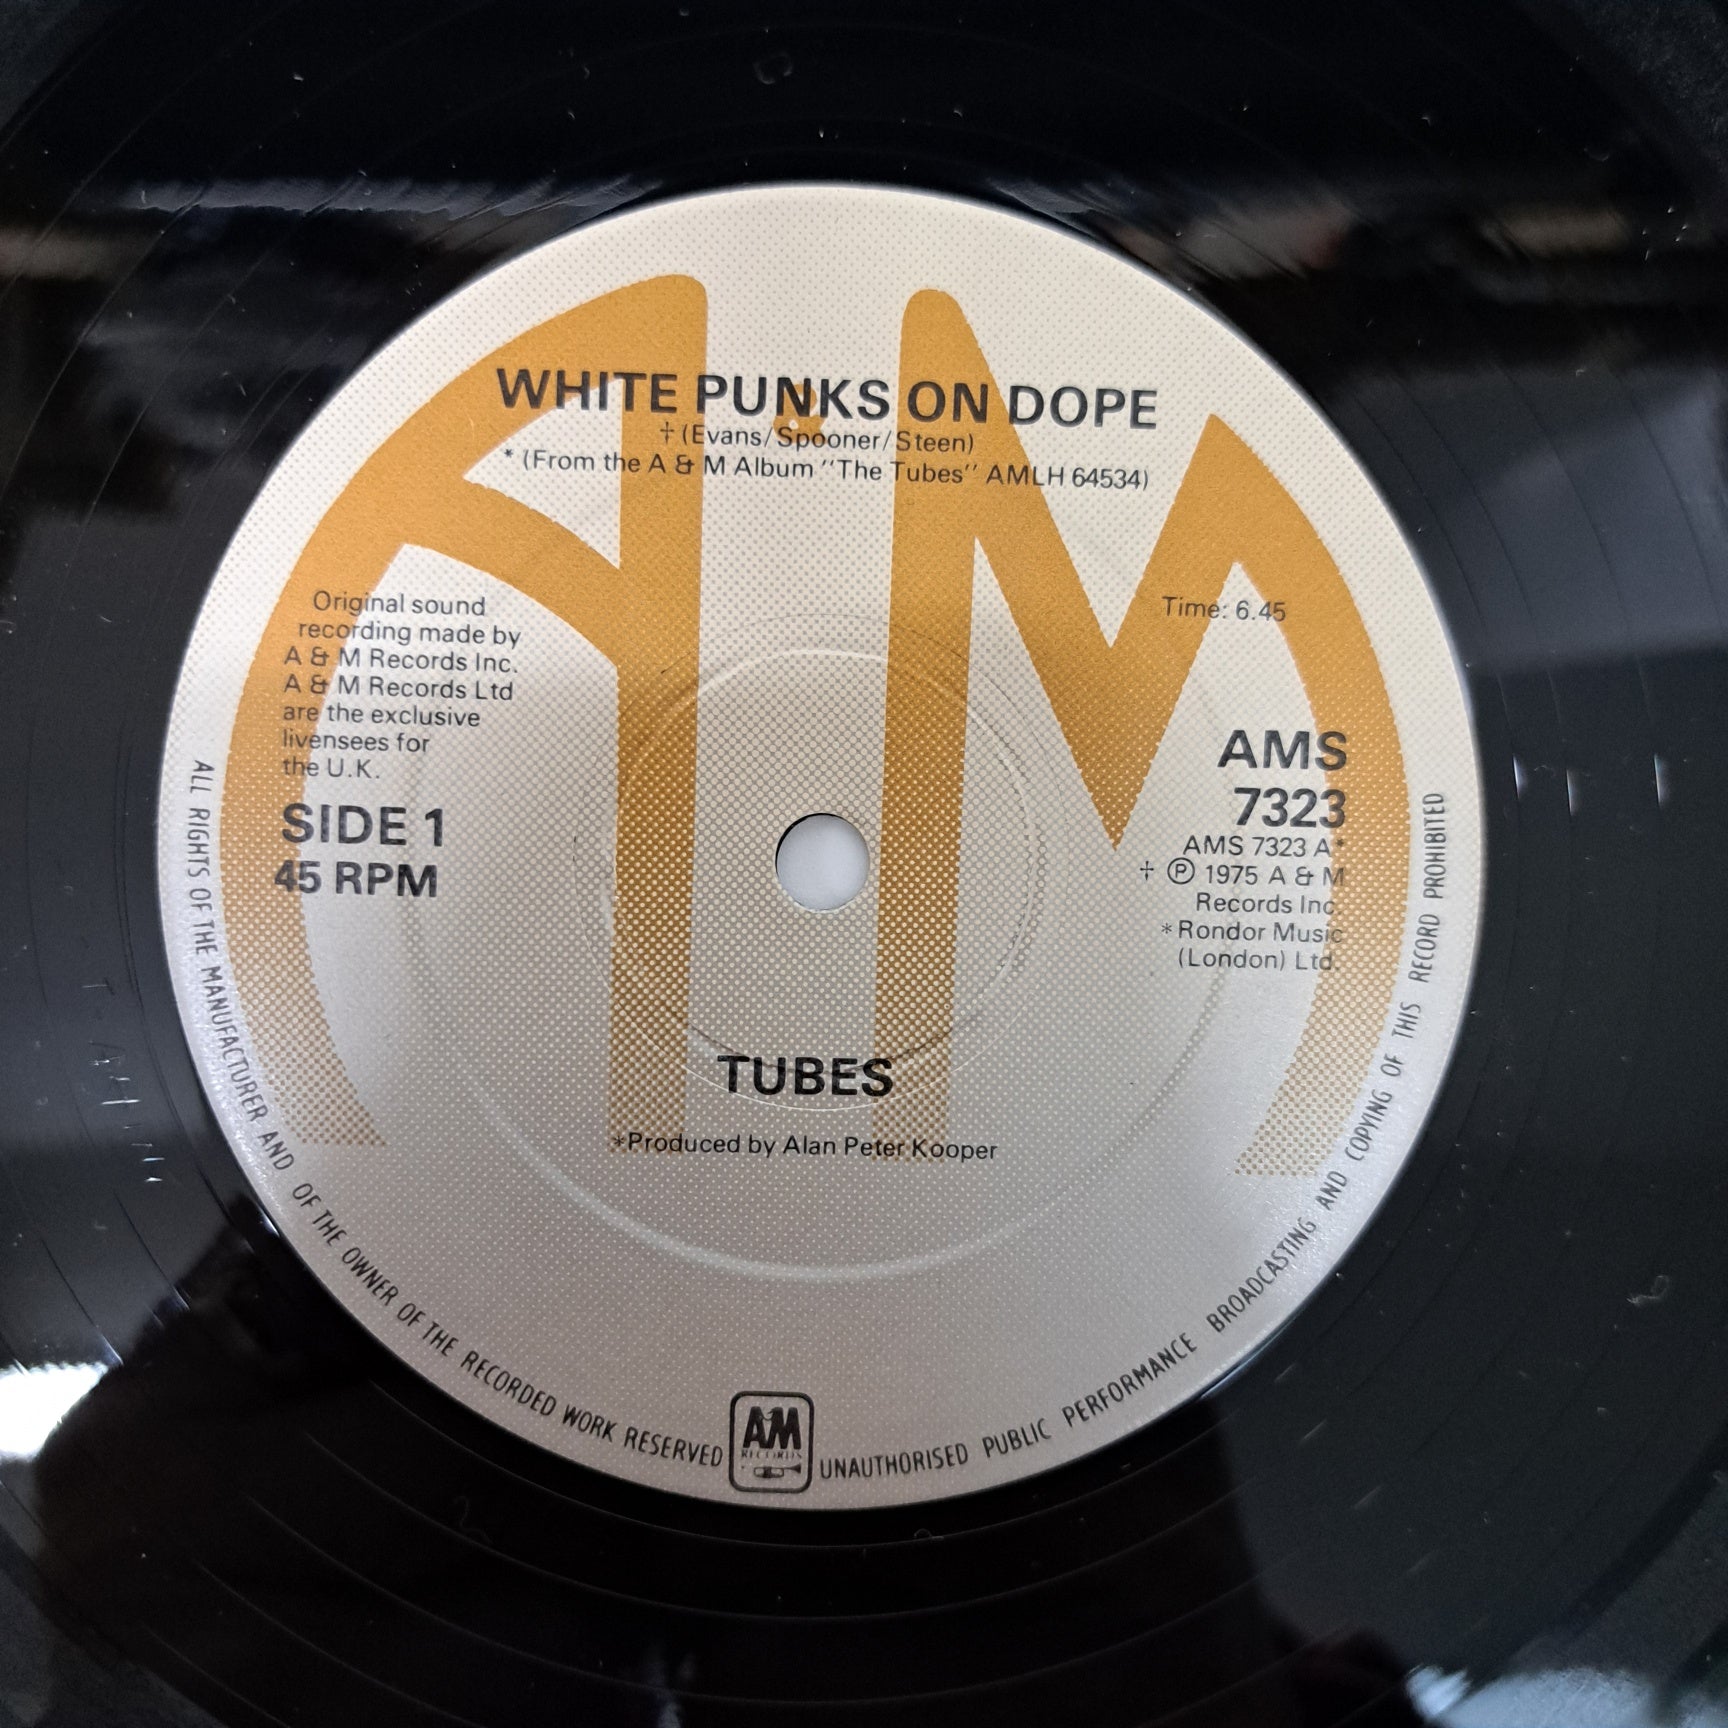 WHITE PUNKS ON DOPE
† (Evans/Spooner/Steen)
* (From the A & M Album "The Tubes" AMLH 64534)
Original sound
recording made by
A & M Records Inc.
A & M Records Ltd
are the exclusive
livensees for
the U.K.
SIDE 1
45 RPM
Time: 6.45
AMS
7323
AMS 7323 A*
† ℗ 1975 A & M
Records Inc.
*Rondor Music
(London) Ltd.
TUBES
*Produced by Alan Peter Kooper
ALL RIGHTS OF THE MANUFACTURER AND OF THE OWNER OF THE RECORDED WORK RESERVED
AM
RECORDS
UNAUTHORISED PUBLIC PERFORMANCE BROADCASTING AND COPYING OF THIS RECORD PROHIBITED